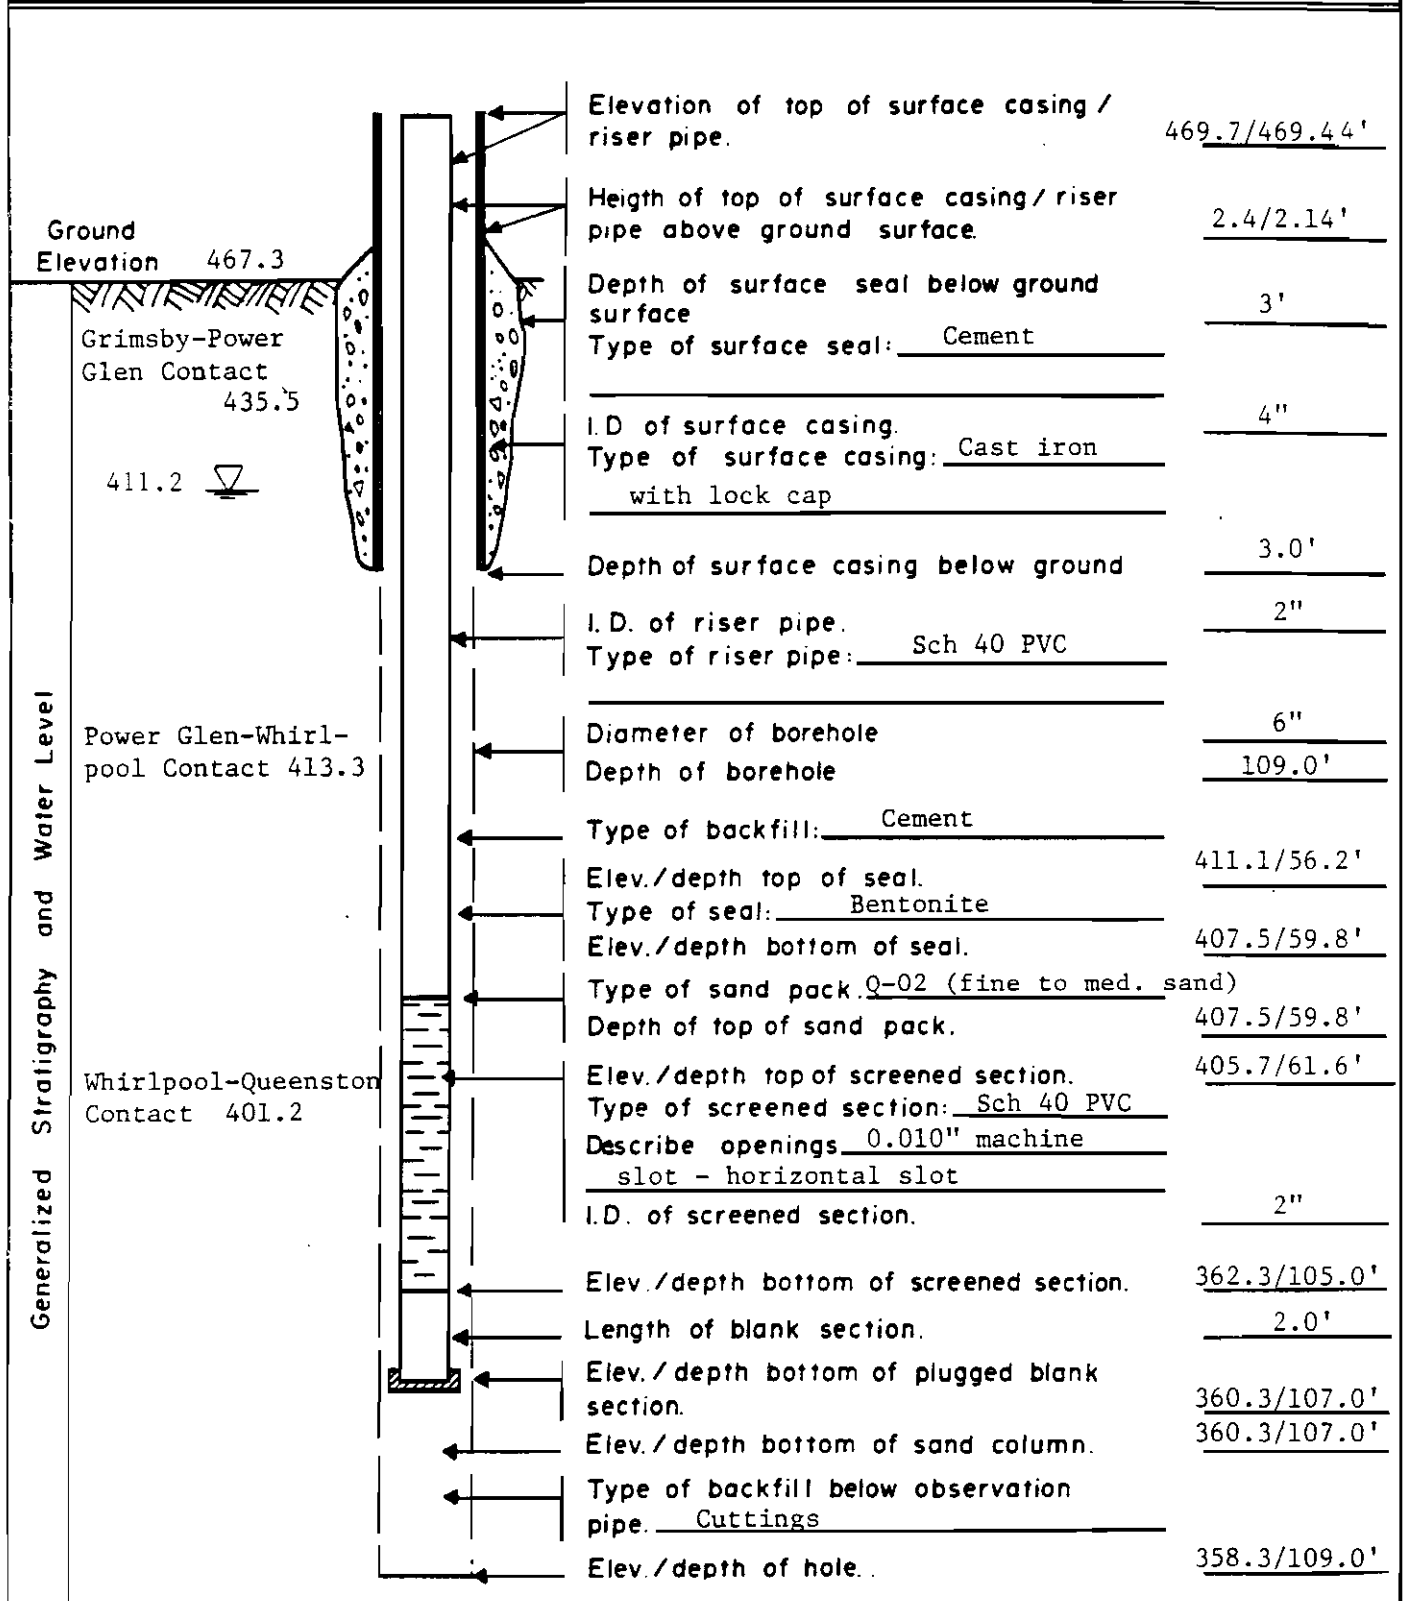 Elevation of top of surface casing /
riser pipe. 469.7/469.44'
Heigth of top of surface casing / riser
pipe above ground surface. 2.4/2.14'
Ground
Elevation 467.3
Depth of surface seal below ground
surface 3'
Type of surface seal: Cement
Grimsby-Power
Glen Contact
435.5
I.D of surface casing. 4"
Type of surface casing: Cast iron
with lock cap
411.2
Depth of surface casing below ground 3.0'
I.D. of riser pipe. 2"
Type of riser pipe: Sch 40 PVC
Generalized Stratigraphy and Water Level
Power Glen-Whirl-
pool Contact 413.3
Diameter of borehole 6"
Depth of borehole 109.0'
Type of backfill: Cement
Elev./depth top of seal. 411.1/56.2'
Type of seal: Bentonite
Elev./depth bottom of seal. 407.5/59.8'
Type of sand pack. Q-02 (fine to med. sand)
Depth of top of sand pack. 407.5/59.8'
Whirlpool-Queenston
Contact 401.2
Elev./depth top of screened section. 405.7/61.6'
Type of screened section: Sch 40 PVC
Describe openings 0.010" machine
slot - horizontal slot
I.D. of screened section. 2"
Elev./depth bottom of screened section. 362.3/105.0'
Length of blank section. 2.0'
Elev./depth bottom of plugged blank
section. 360.3/107.0'
Elev./depth bottom of sand column. 360.3/107.0'
Type of backfill below observation
pipe. Cuttings
Elev./depth of hole. 358.3/109.0'